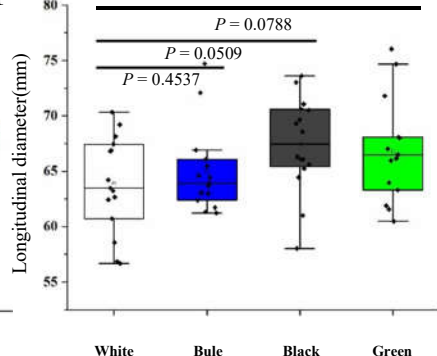 80
P = 0.0788
75
P = 0.0509
P = 0.4537
70
65
60
55
Longitudinal diameter(mm)
White Bule Black Green